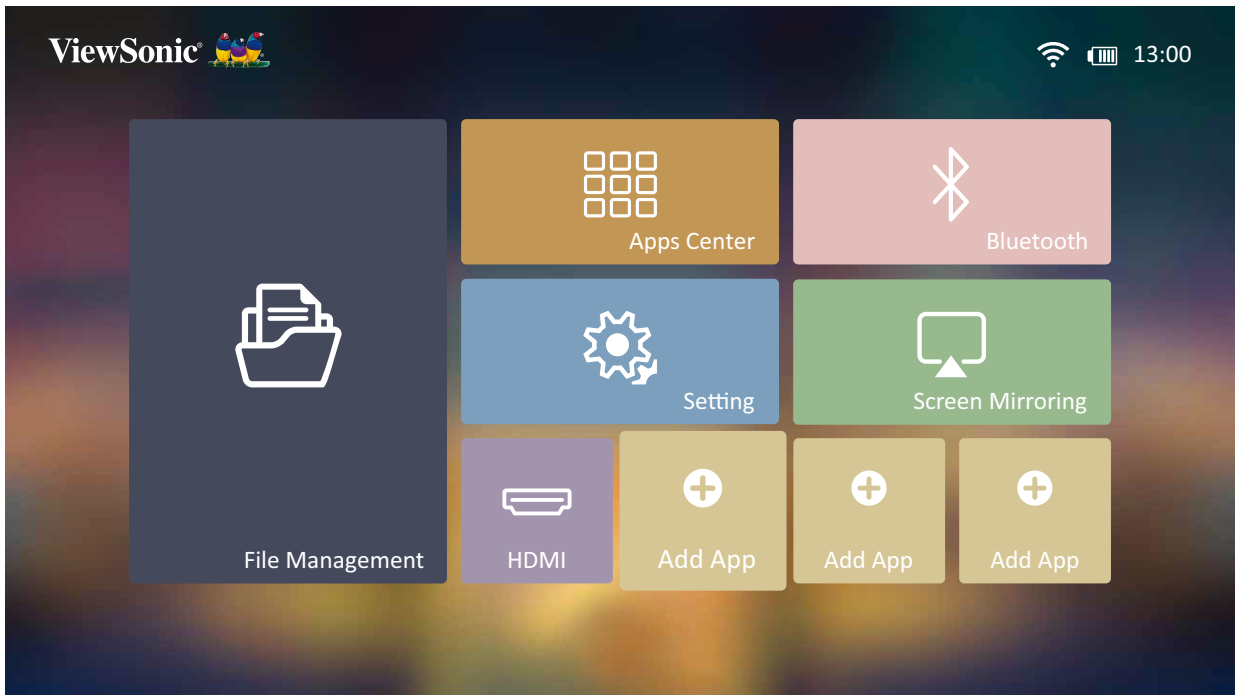 ViewSonic®
13:00
Apps Center
Bluetooth
Setting
Screen Mirroring
File Management
HDMI
Add App
Add App
Add App